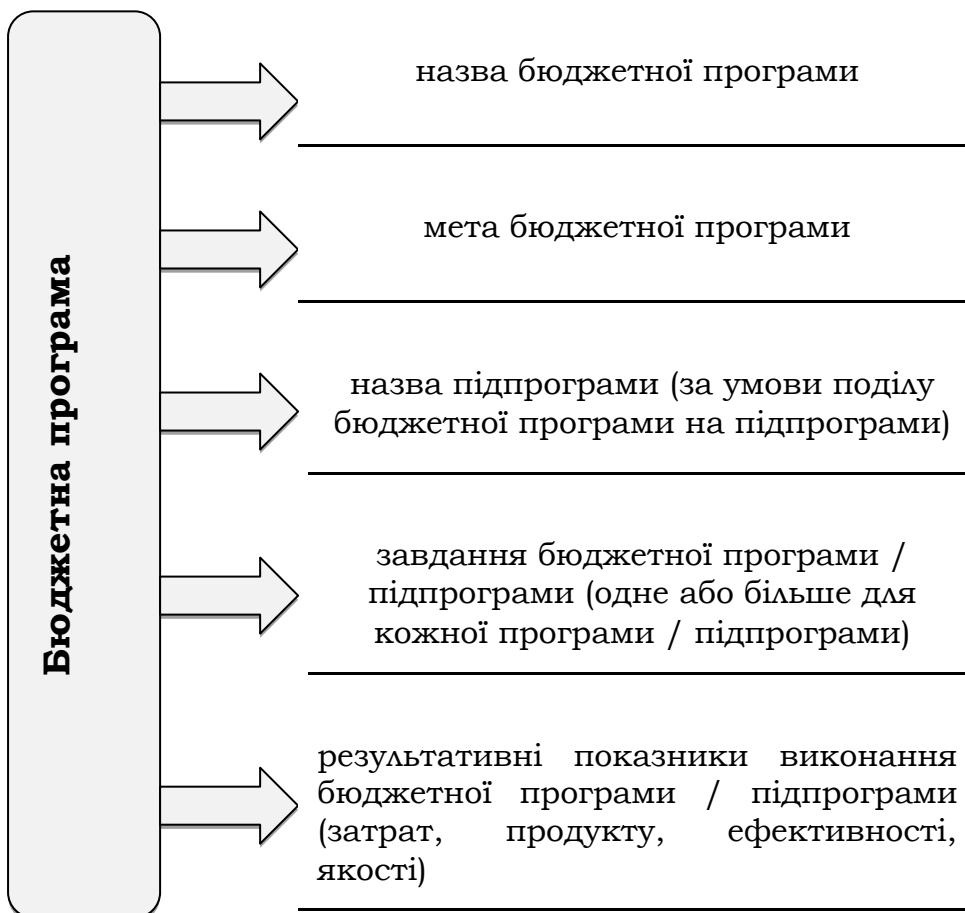 Бюджетна програма
назва бюджетної програми
мета бюджетної програми
назва підпрограми (за умови поділу
бюджетної програми на підпрограми)
завдання бюджетної програми /
підпрограми (одне або більше для
кожної програми / підпрограми)
результативні показники виконання
бюджетної програми / підпрограми
(затрат, продукту, ефективності,
якості)